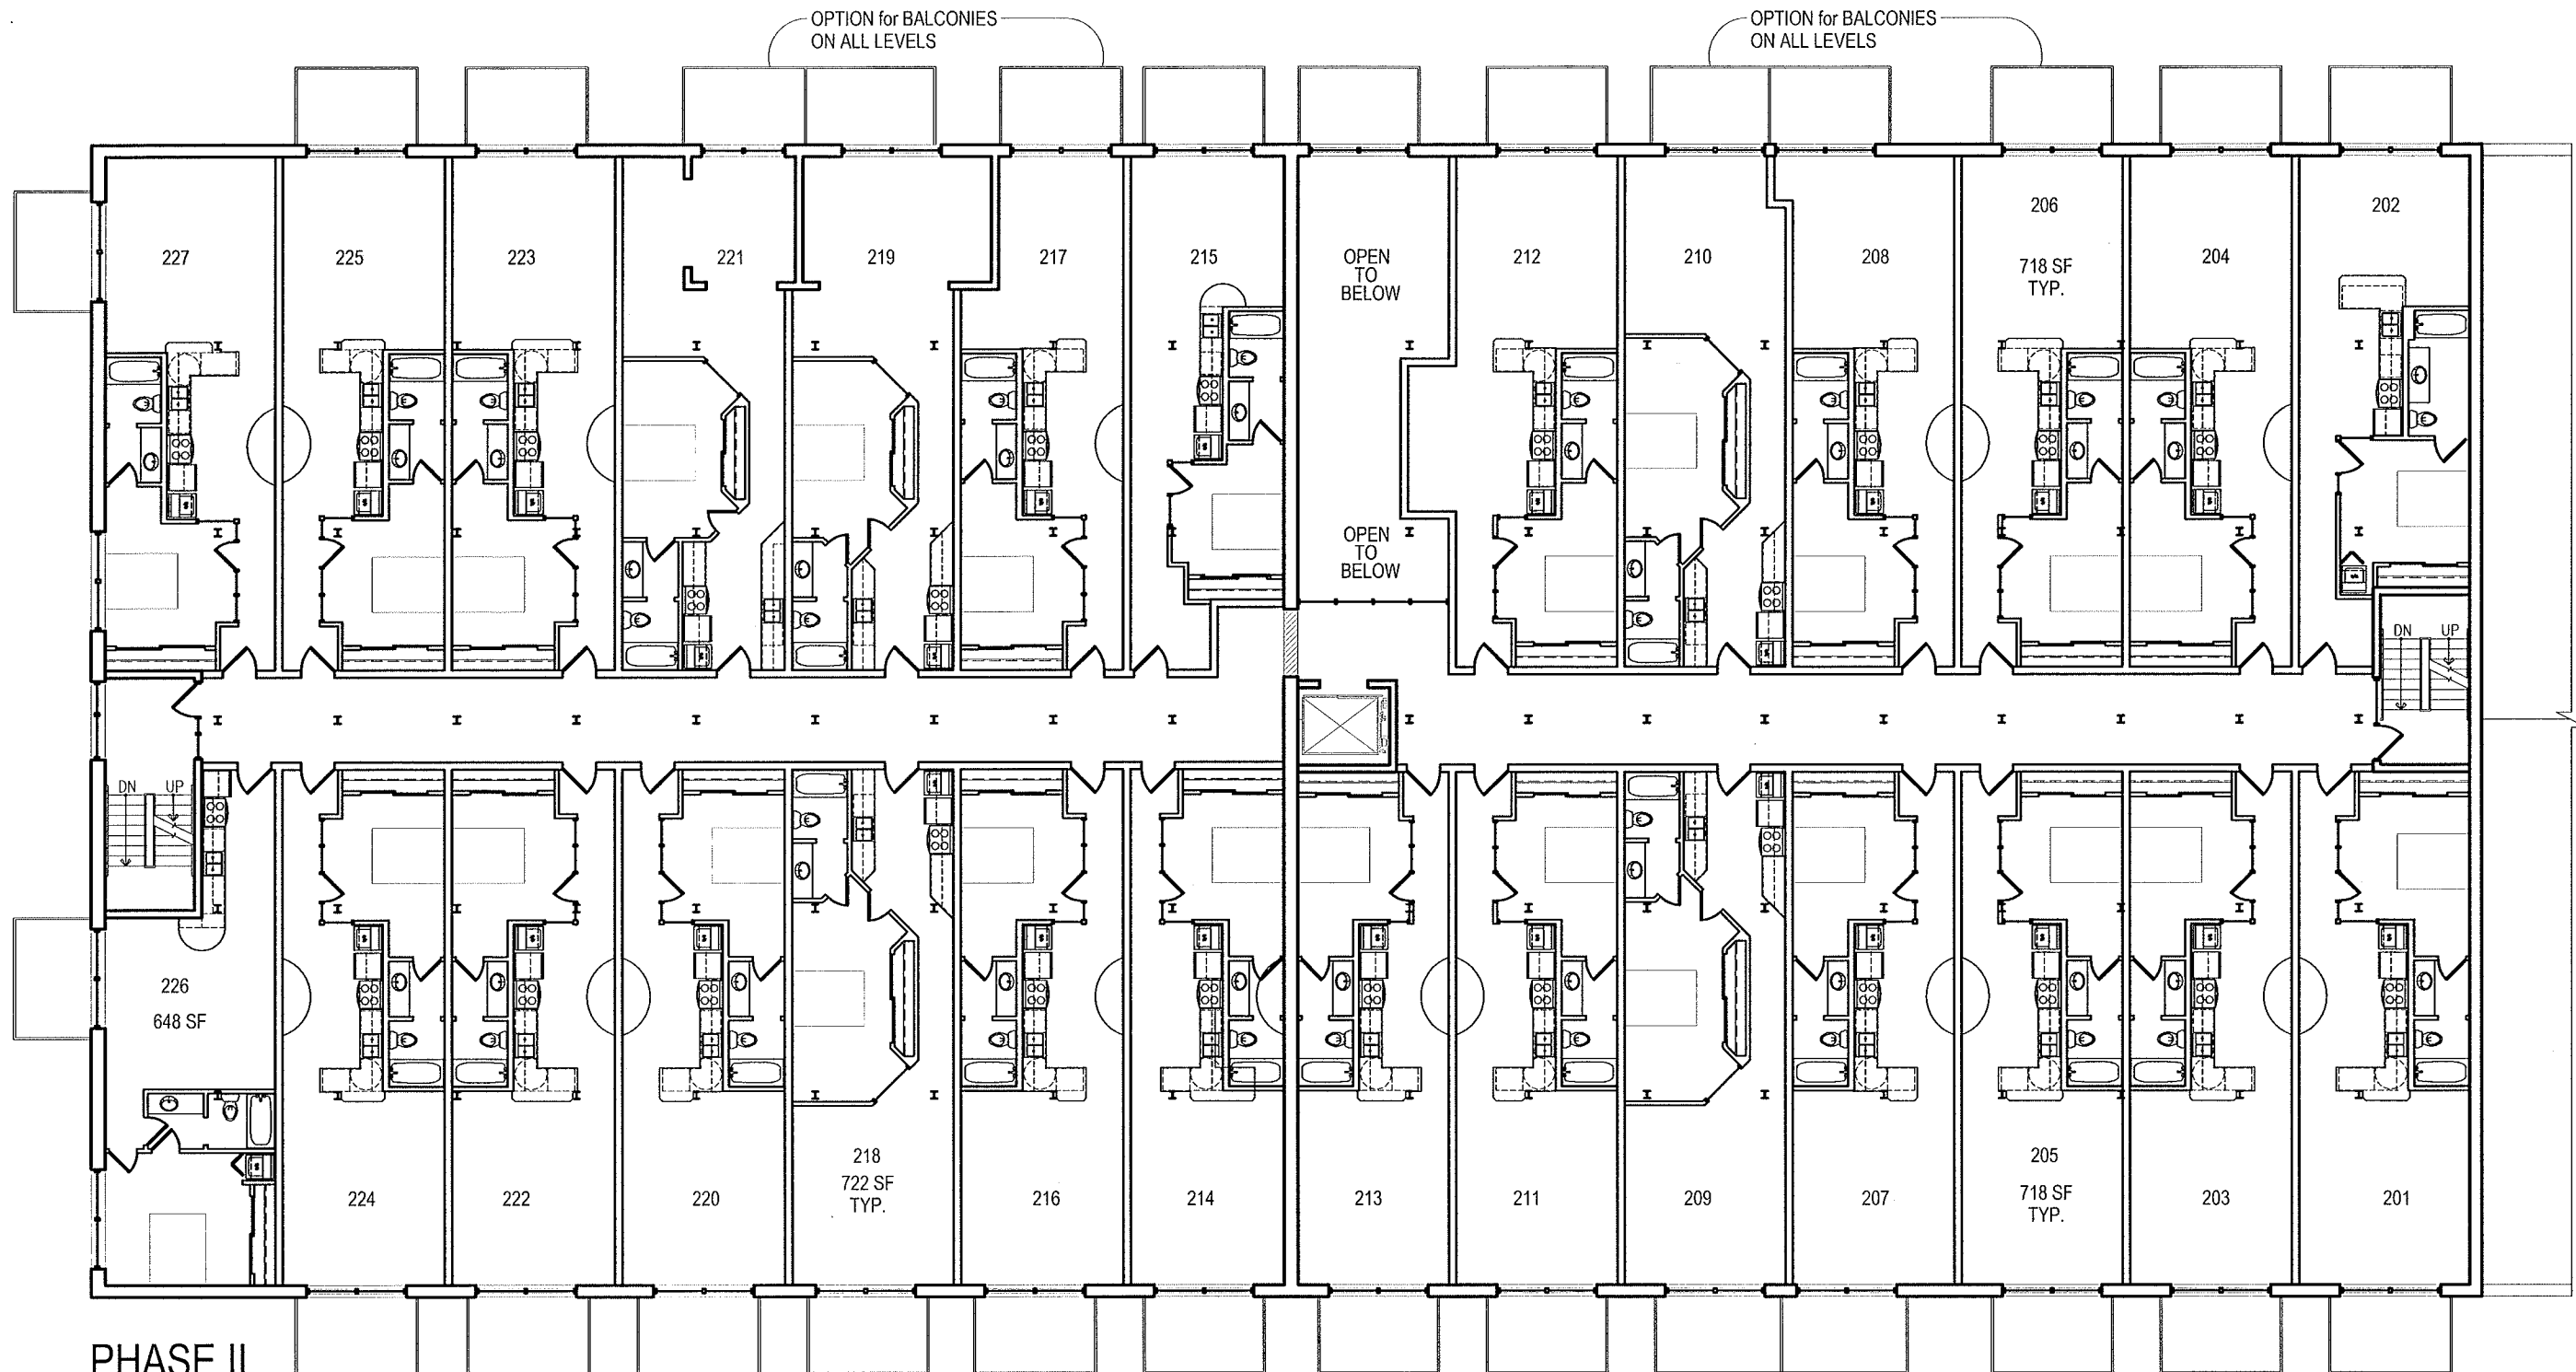 OPTION for BALCONIES
ON ALL LEVELS
OPTION for BALCONIES
ON ALL LEVELS
227
225
223
221
219
217
215
OPEN
TO
BELOW
212
210
208
206
718 SF
TYP.
204
202
OPEN
TO
BELOW
DN
UP
DN
UP
226
648 SF
224
222
220
218
722 SF
TYP.
216
214
213
211
209
207
205
718 SF
TYP.
203
201
PHASE II